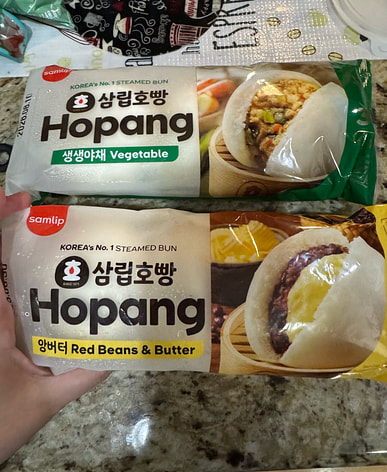 ESPRE
samlip
KOREA's No.1 STEAMED BUN
삼립호빵
Hopang
생생야채 Vegetable
samlip
KOREA's No.1 STEAMED BUN
삼립호빵
Hopang
앙버터 Red Beans & Butter